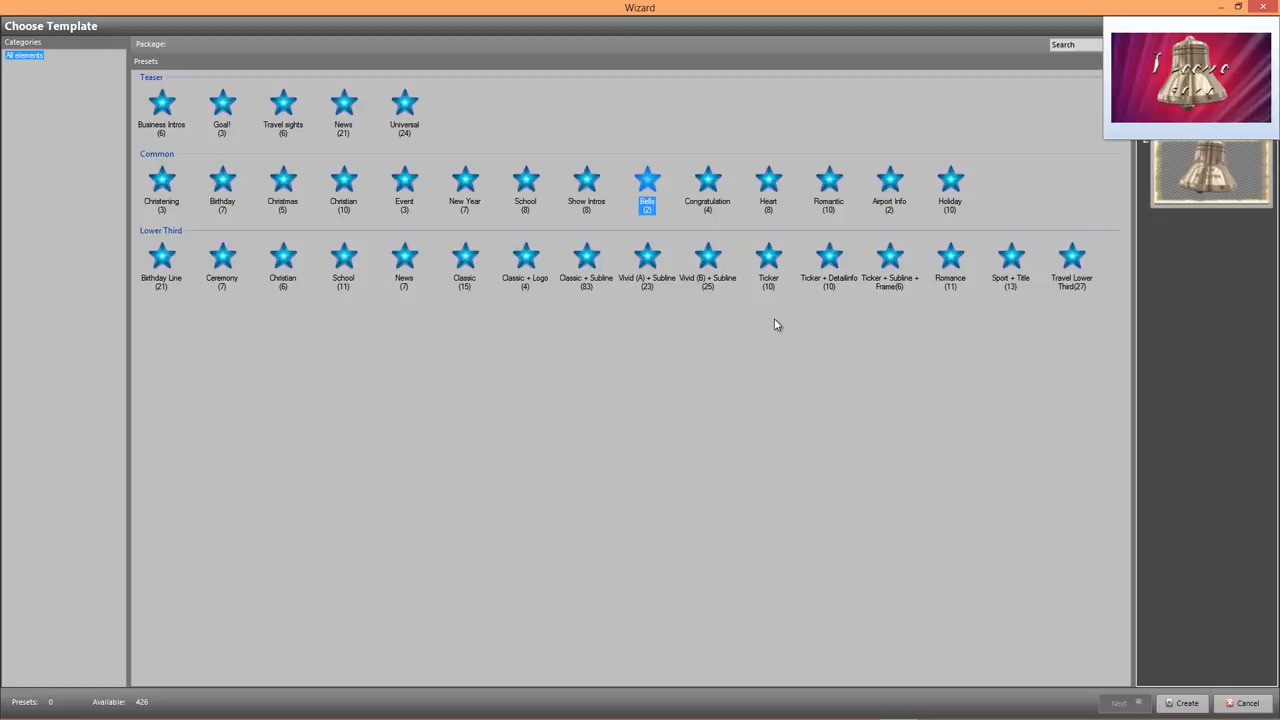 Wizard
Choose Template
Categories
All elements
Package:
Search
Presets
Teaser
Business Intros
(6)
Goal!
(3)
Travel sights
(6)
News
(21)
Universal
(24)
Common
Christening
(3)
Birthday
(7)
Christmas
(5)
Christian
(10)
Event
(3)
New Year
(7)
School
(8)
Show Intros
(8)
Bells
(2)
Congratulation
(4)
Heart
(8)
Romantic
(10)
Airport Info
(2)
Holiday
(10)
Lower Third
Birthday Line
(21)
Ceremony
(7)
Christian
(6)
School
(11)
News
(7)
Classic
(15)
Classic + Logo
(4)
Classic + Subline
(83)
Vivid (A) + Subline
(23)
Vivid (B) + Subline
(25)
Ticker
(10)
Ticker + Detailinfo
(10)
Ticker + Subline +
Frame(6)
Romance
(11)
Sport + Title
(13)
Travel Lower
Third(27)
Presets: 0
Available: 426
Next
Create
Cancel